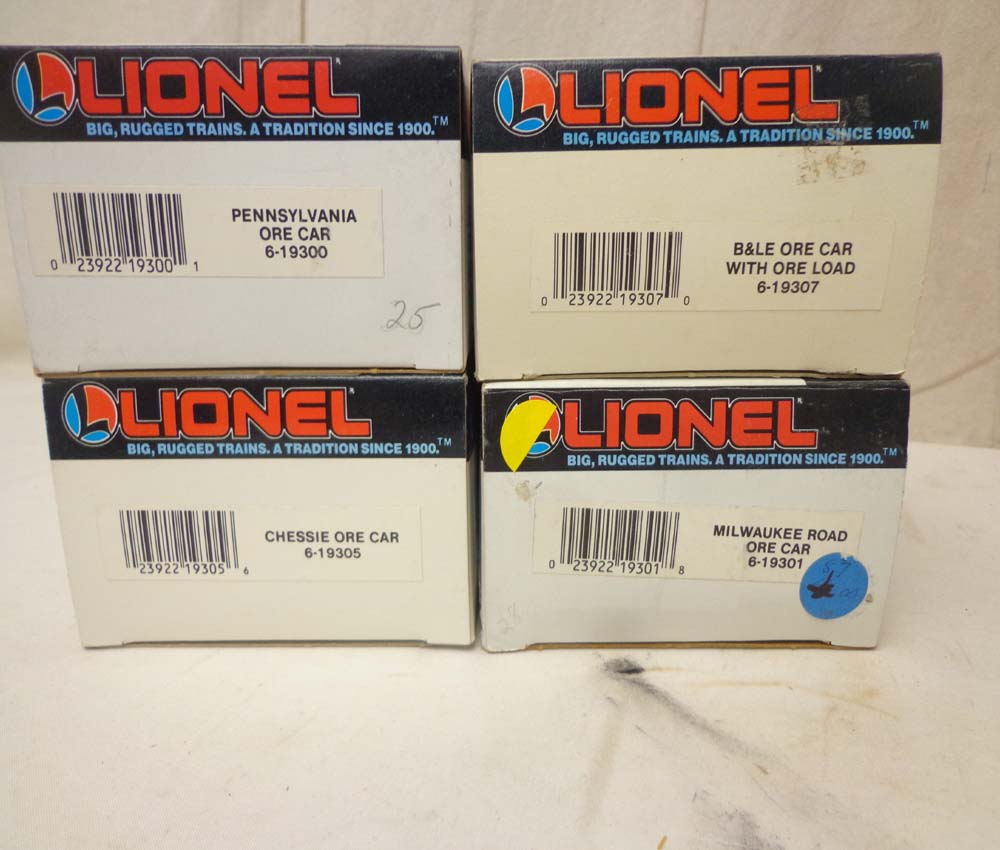 LIONEL
BIG, RUGGED TRAINS. A TRADITION SINCE 1900.™
PENNSYLVANIA
ORE CAR
6-19300
0 23922 19300 1
25
LIONEL
BIG, RUGGED TRAINS. A TRADITION SINCE 1900.™
B&LE ORE CAR
WITH ORE LOAD
6-19307
0 23922 19307 0
LIONEL
BIG, RUGGED TRAINS. A TRADITION SINCE 1900.™
CHESSIE ORE CAR
6-19305
23922 19305 6
LIONEL
BIG, RUGGED TRAINS. A TRADITION SINCE 1900.™
MILWAUKEE ROAD
ORE CAR
6-19301
0 23922 19301 8
28